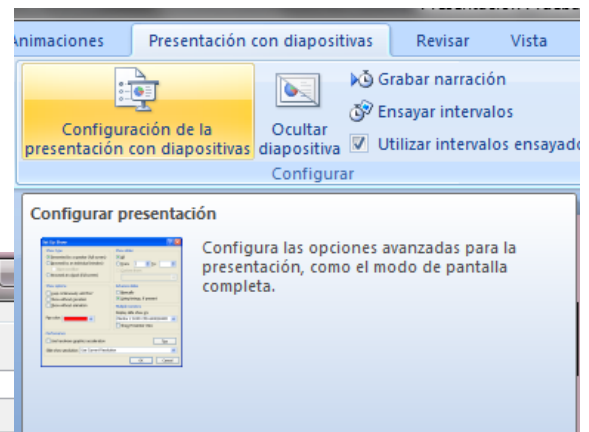 Animaciones Presentación con diapositivas Revisar Vista
Configuración de la
presentación con diapositivas
Ocultar
diapositiva
Grabar narración
Ensayar intervalos
Utilizar intervalos ensayado
Configurar
Configurar presentación
Configura las opciones avanzadas para la
presentación, como el modo de pantalla
completa.